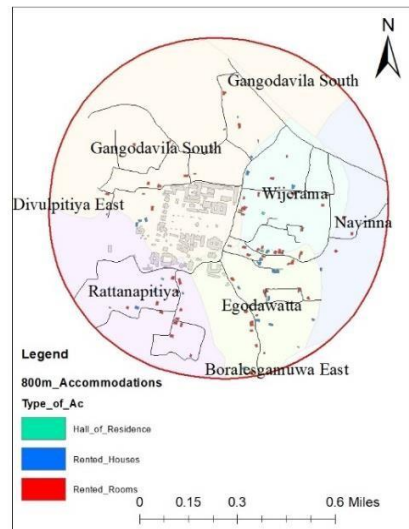 N
Gangodavila South
Gangodavila South
Wijerama
Divulpitiya East
Navinna
Rattanapitiya
Egodawatta
Boralesgamuwa East
Legend
800m_Accommodations
Type_of_Ac
Hall_of_Residence
Rented_Houses
Rented_Rooms
0 0.15 0.3 0.6 Miles